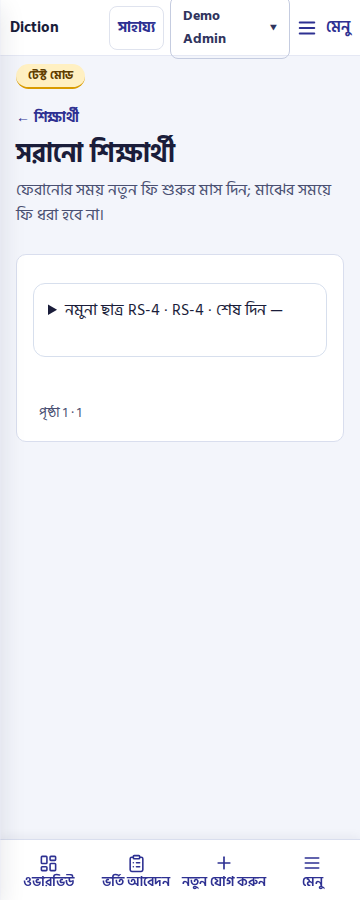 Diction
সাহায্য
Demo Admin
মেনু
টেস্ট মোড
← শিক্ষার্থী
সরানো শিক্ষার্থী
ফেরানোর সময় নতুন ফি শুরুর মাস দিন; মাঝের সময়ে
ফি ধরা হবে না।
নমুনা ছাত্র RS-4 · RS-4 · শেষ দিন —
পৃষ্ঠা 1 · 1
ওভারভিউ
ভর্তি আবেদন
নতুন যোগ করুন
মেনু